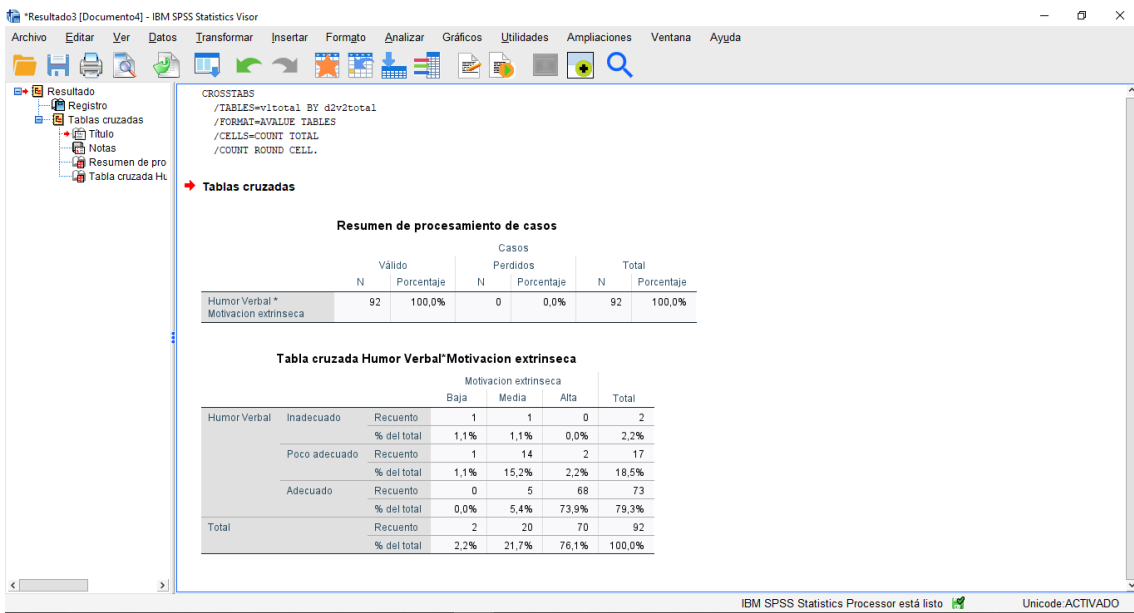 *Resultado3 [Documento4] - IBM SPSS Statistics Visor
Archivo Editar Ver Datos Transformar Insertar Formato Analizar Gráficos Utilidades Ampliaciones Ventana Ayuda
Resultado
Registro
Tablas cruzadas
Título
Notas
Resumen de pro
Tabla cruzada Hu
CROSSTABS
/TABLES=v1total BY d2v2total
/FORMAT=AVALUE TABLES
/CELLS=COUNT TOTAL
/COUNT ROUND CELL.
Tablas cruzadas
Resumen de procesamiento de casos
Casos
Válido Perdidos Total
N Porcentaje N Porcentaje N Porcentaje
Humor Verbal * Motivacion extrinseca 92 100,0% 0 0,0% 92 100,0%
Tabla cruzada Humor Verbal*Motivacion extrinseca
Motivacion extrinseca
Baja Media Alta Total
Humor Verbal Inadecuado Recuento 1 1 0 2
% del total 1,1% 1,1% 0,0% 2,2%
Poco adecuado Recuento 1 14 2 17
% del total 1,1% 15,2% 2,2% 18,5%
Adecuado Recuento 0 5 68 73
% del total 0,0% 5,4% 73,9% 79,3%
Total Recuento 2 20 70 92
% del total 2,2% 21,7% 76,1% 100,0%
IBM SPSS Statistics Processor está listo Unicode:ACTIVADO